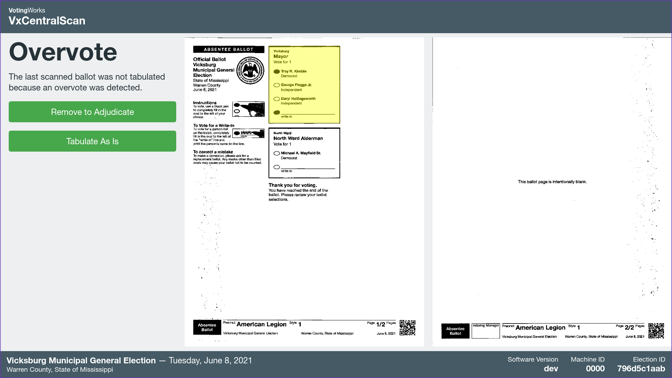 VotingWorks
VxCentralScan
Overvote
The last scanned ballot was not tabulated
because an overvote was detected.
Remove to Adjudicate
Tabulate As Is
ABSENTEE BALLOT
Official Ballot
Vicksburg
Municipal General
Election
State of Mississippi
Warren County
June 8, 2021
Instructions
To Vote for a Write-In
To correct a mistake
Vicksburg
Mayor
Vote for 1
Troy R. Kimble
Democrat
George Flaggs Jr.
Independent
Daryl Hollingsworth
Independent
write-in
North Ward
North Ward Alderman
Vote for 1
Michael A. Mayfield Sr.
Democrat
write-in
Thank you for voting.
You have reached the end of the
ballot. Please review your ballot
selections.
Absentee
Ballot
Precinct American Legion
Style 1
Page 1/2 Pages
Vicksburg Municipal General Election
Warren County, State of Mississippi
June 8, 2021
This ballot page is intentionally blank.
Absentee
Ballot
Precinct American Legion
Style 1
Page 2/2 Pages
Vicksburg Municipal General Election
Warren County, State of Mississippi
June 8, 2021
Vicksburg Municipal General Election — Tuesday, June 8, 2021
Warren County, State of Mississippi
Software Version
dev
Machine ID
0000
Election ID
796d5c1aab